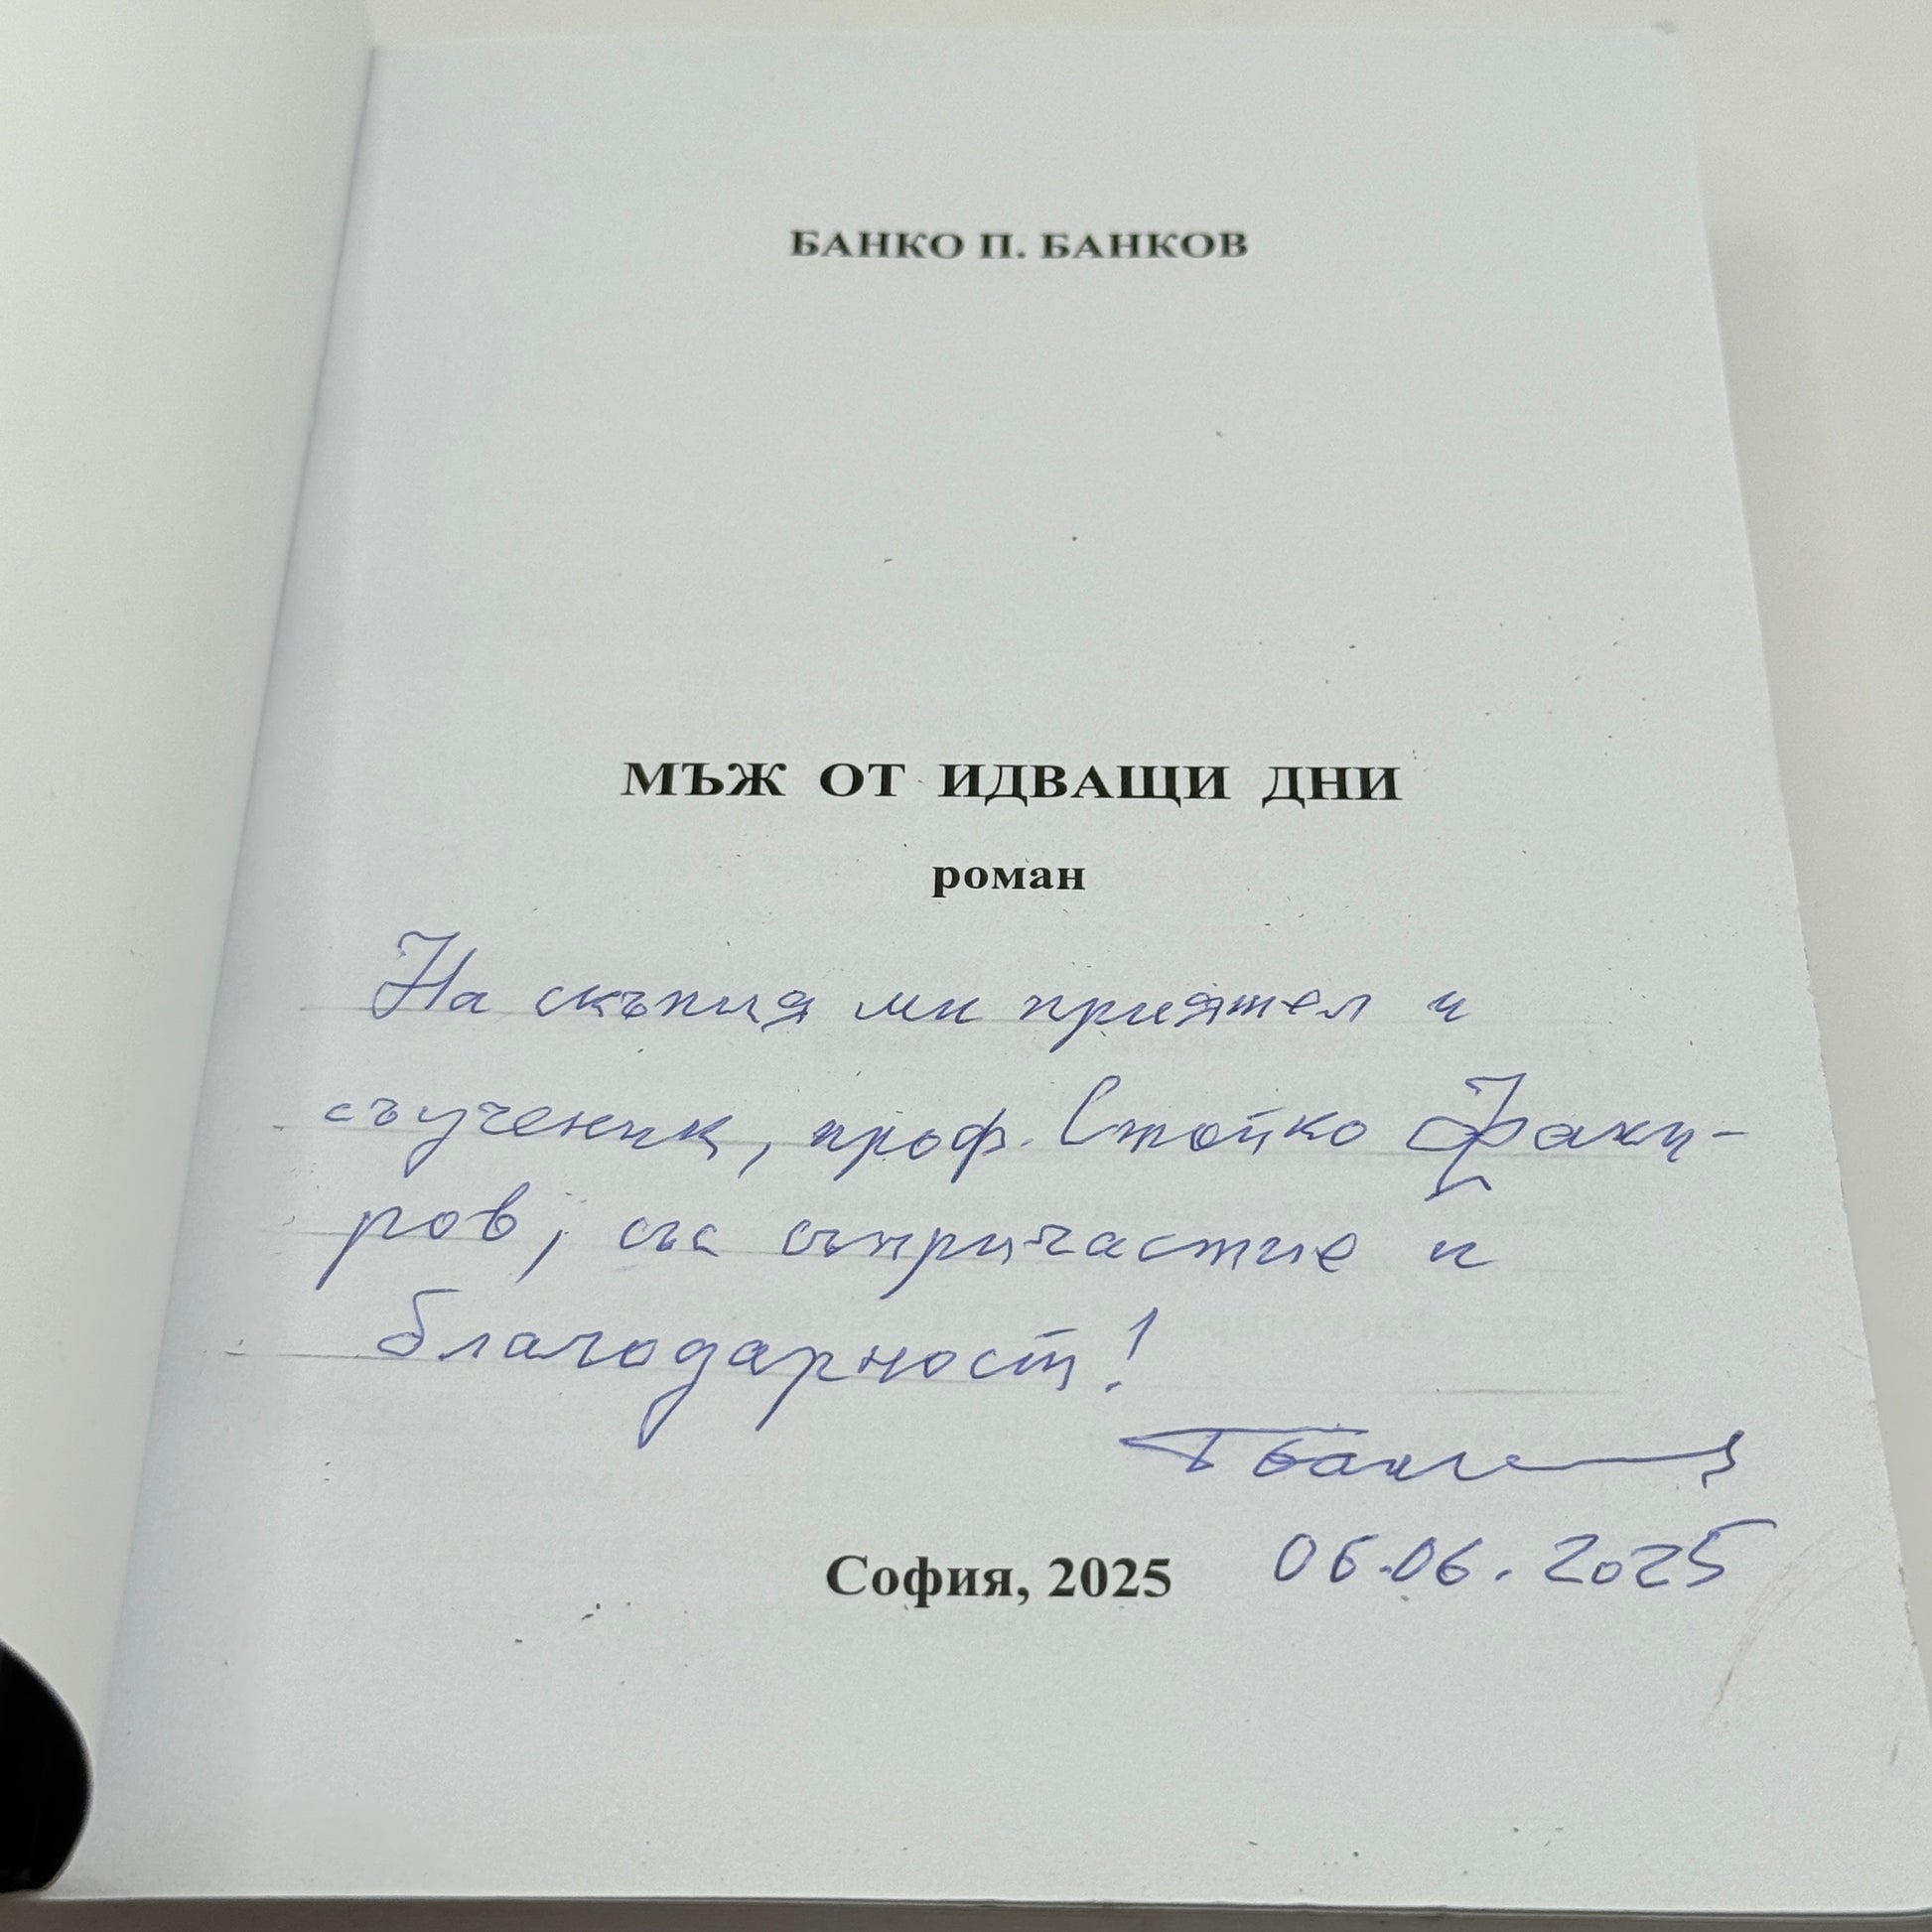 БАНКО П. БАНКОВ
МЪЖ ОТ ИДВАЩИ ДНИ
роман
На скъпия ми приятел и
съученик, проф. Стойко Факи-
ров, със съпричастие и
благодарност!
София, 2025 06.06.2025